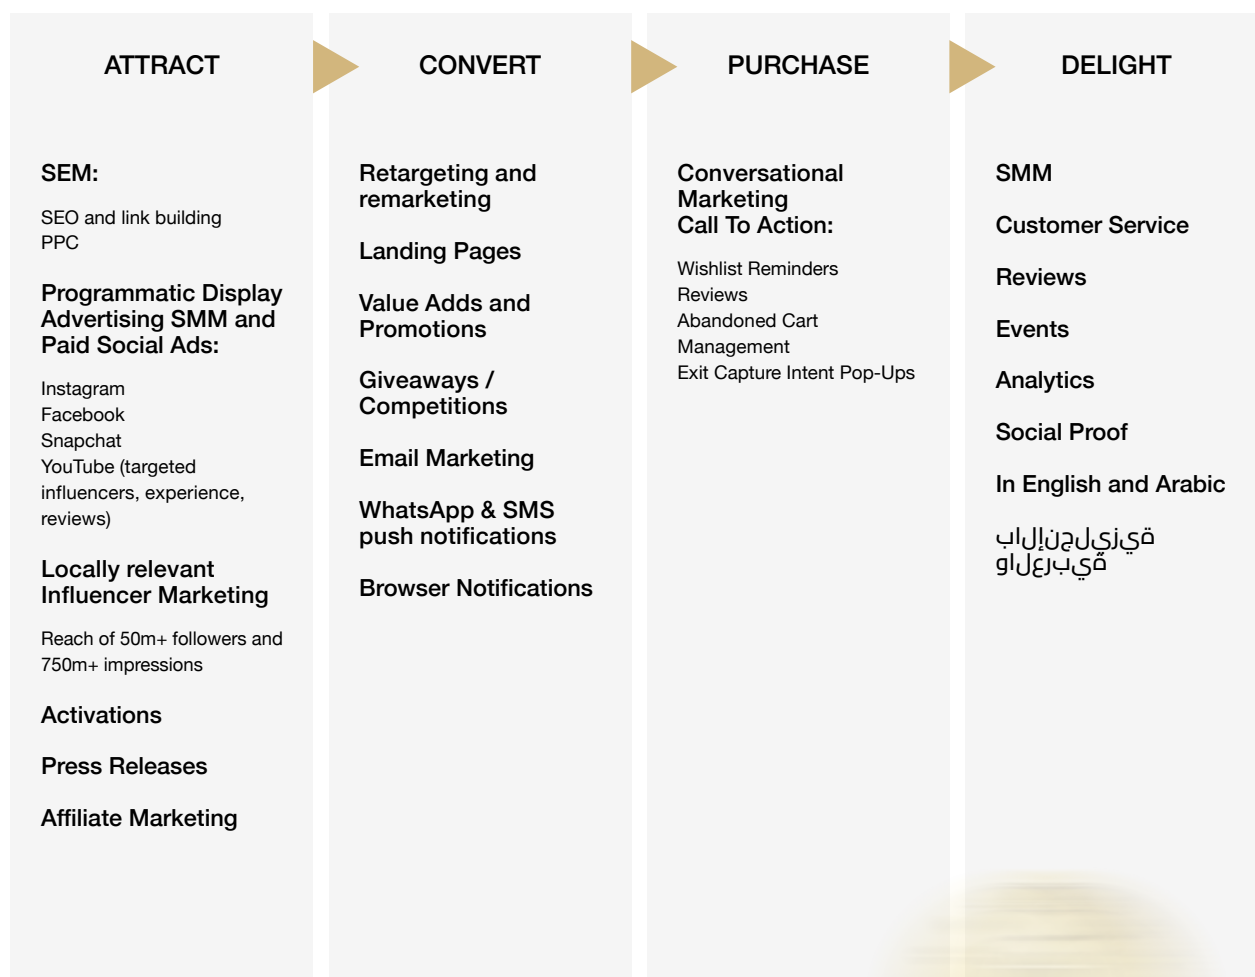 ATTRACT
SEM:
SEO and link building
PPC
Programmatic Display
Advertising SMM and
Paid Social Ads:
Instagram
Facebook
Snapchat
YouTube (targeted
influencers, experience,
reviews)
Locally relevant
Influencer Marketing
Reach of 50m+ followers and
750m+ impressions
Activations
Press Releases
Affiliate Marketing
CONVERT
Retargeting and
remarketing
Landing Pages
Value Adds and
Promotions
Giveaways /
Competitions
Email Marketing
WhatsApp & SMS
push notifications
Browser Notifications
PURCHASE
Conversational
Marketing
Call To Action:
Wishlist Reminders
Reviews
Abandoned Cart
Management
Exit Capture Intent Pop-Ups
DELIGHT
SMM
Customer Service
Reviews
Events
Analytics
Social Proof
In English and Arabic
ةيزيلجنإلاب
ةيبرعلاو